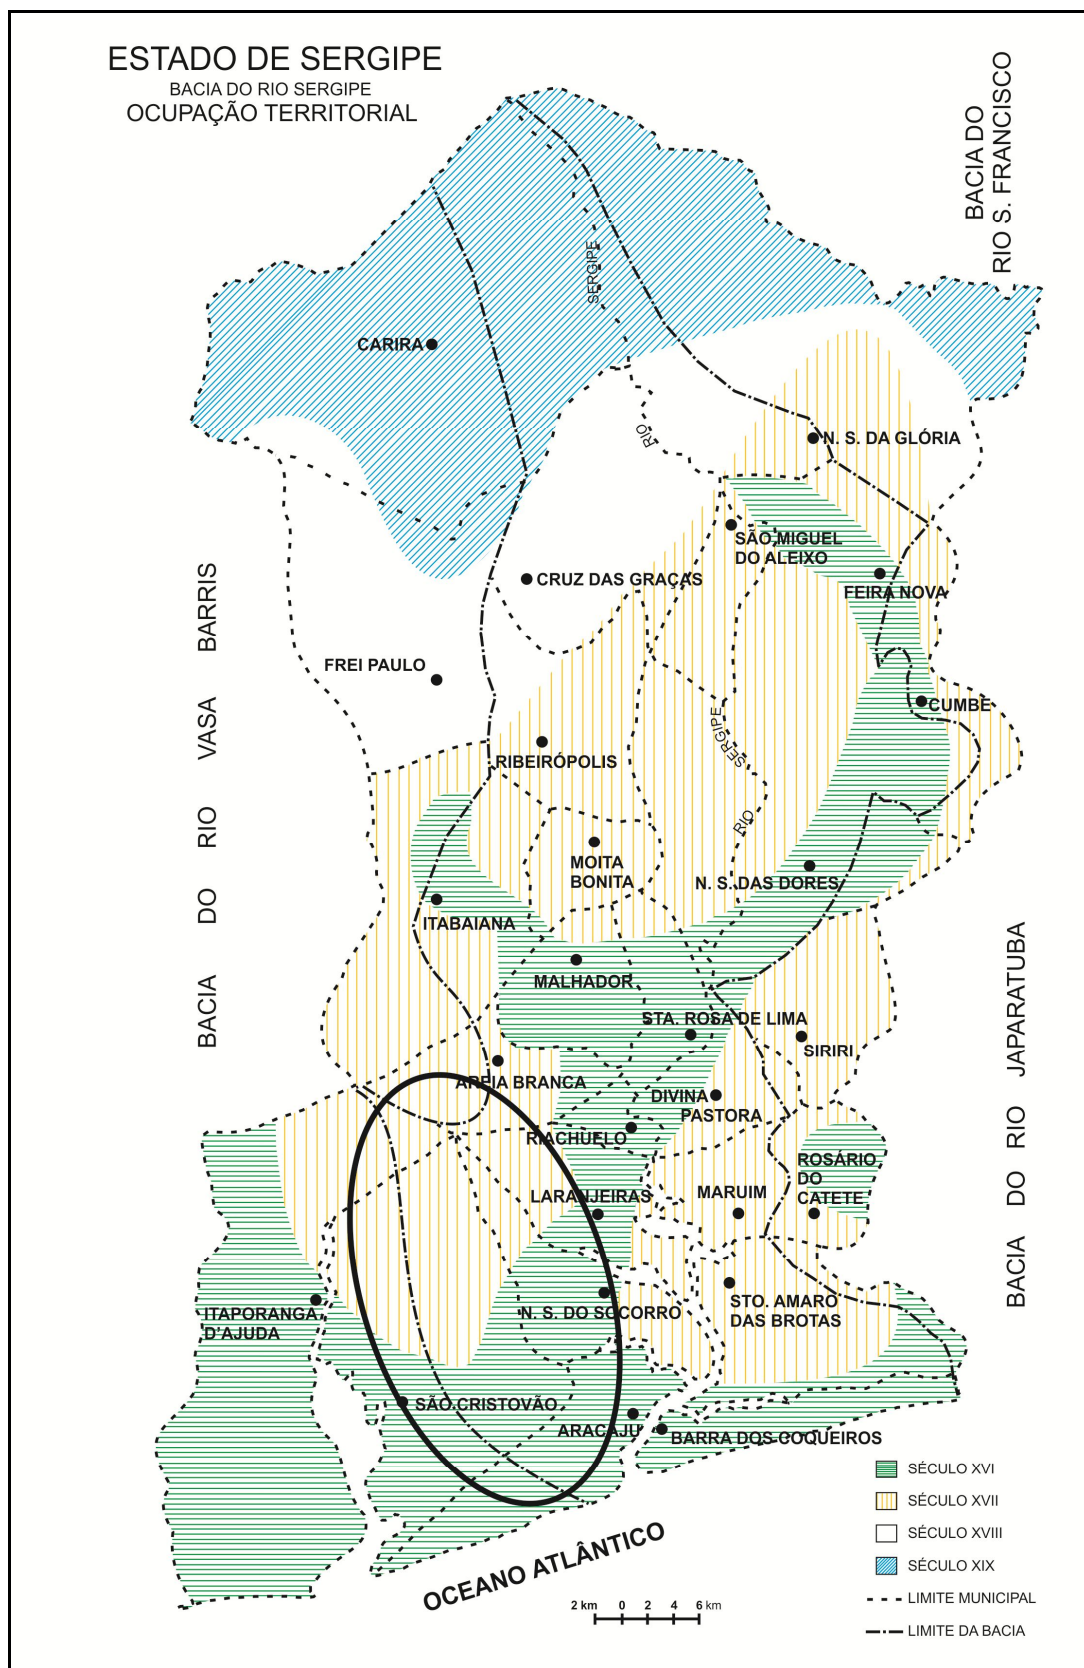 ESTADO DE SERGIPE
BACIA DO RIO SERGIPE
OCUPAÇÃO TERRITORIAL
BACIA DO
RIO S. FRANCISCO
SERGIPE
CARIRA
RIO
N. S. DA GLÓRIA
SÃO MIGUEL
DO ALEIXO
CRUZ DAS GRAÇAS
FEIRA NOVA
FREI PAULO
CUMBE
SERGIPE
RIBEIRÓPOLIS
RIO
MOITA
BONITA
N. S. DAS DORES
ITABAIANA
MALHADOR
STA. ROSA DE LIMA
SIRIRI
AREIA BRANCA
DIVINA
PASTORA
RIACHUELO
ROSÁRIO
DO
CATETE
LARANJEIRAS
MARUIM
ITAPORANGA
D'AJUDA
N. S. DO SOCORRO
STO. AMARO
DAS BROTAS
SÃO CRISTOVÃO
ARACAJU
BARRA DOS COQUEIROS
BACIA DO RIO VASA BARRIS
BACIA DO RIO JAPARATUBA
OCEANO ATLÂNTICO
SÉCULO XVI
SÉCULO XVII
SÉCULO XVIII
SÉCULO XIX
LIMITE MUNICIPAL
LIMITE DA BACIA
2 km 0 2 4 6 km